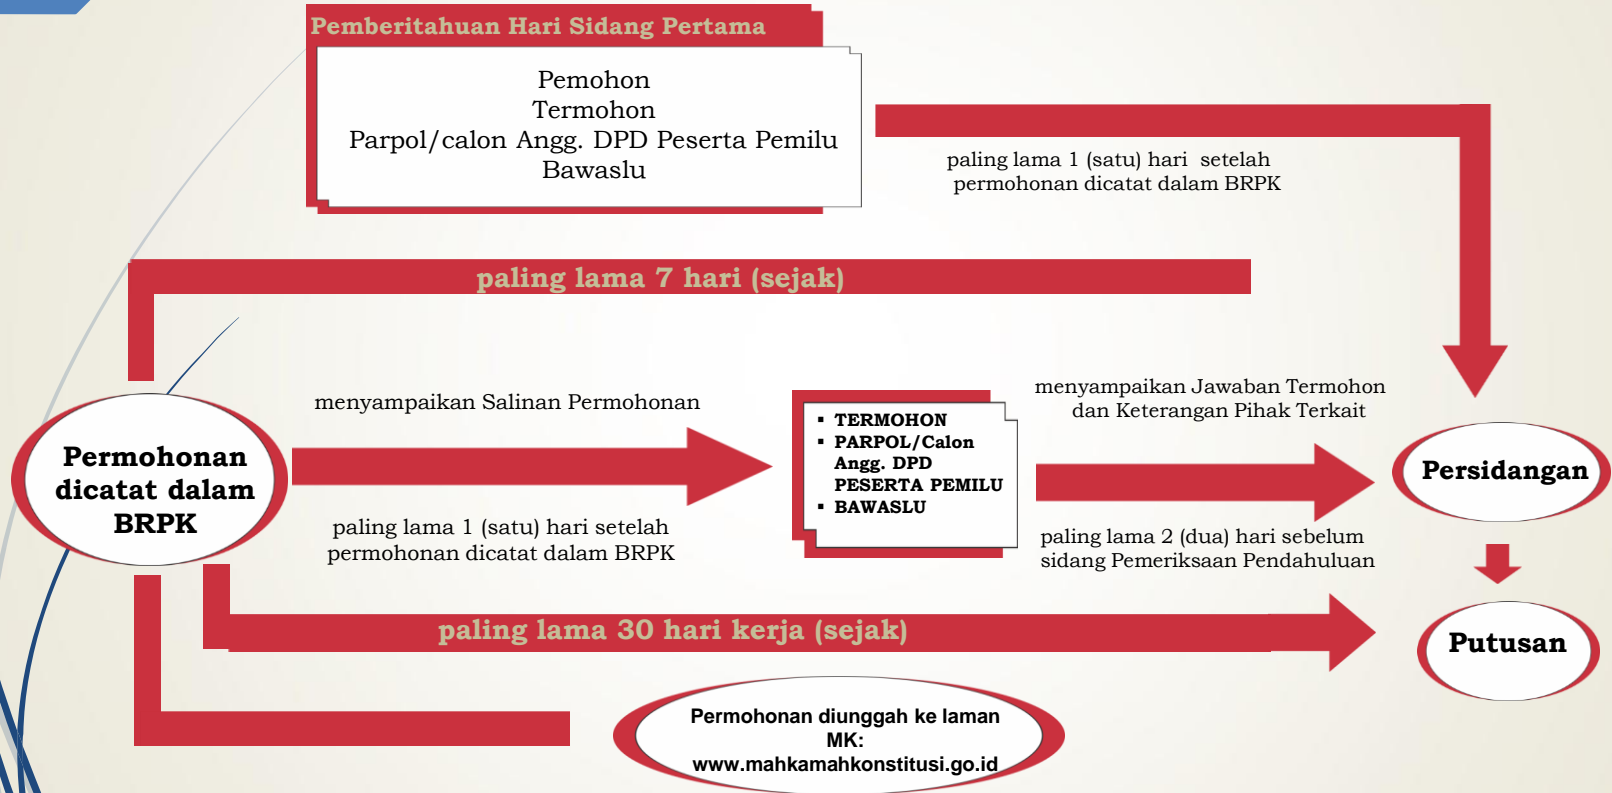 Pemberitahuan Hari Sidang Pertama
Pemohon
Termohon
Parpol/calon Angg. DPD Peserta Pemilu
Bawaslu
paling lama 1 (satu) hari setelah
permohonan dicatat dalam BRPK
paling lama 7 hari (sejak)
Permohonan
dicatat dalam
BRPK
menyampaikan Salinan Permohonan
paling lama 1 (satu) hari setelah
permohonan dicatat dalam BRPK
▪ TERMOHON
▪ PARPOL/Calon
Angg. DPD
PESERTA PEMILU
▪ BAWASLU
menyampaikan Jawaban Termohon
dan Keterangan Pihak Terkait
paling lama 2 (dua) hari sebelum
sidang Pemeriksaan Pendahuluan
Persidangan
paling lama 30 hari kerja (sejak)
Putusan
Permohonan diunggah ke laman
MK:
www.mahkamahkonstitusi.go.id